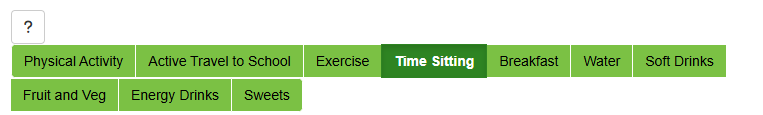 ?
Physical Activity Active Travel to School Exercise Time Sitting Breakfast Water Soft Drinks
Fruit and Veg Energy Drinks Sweets